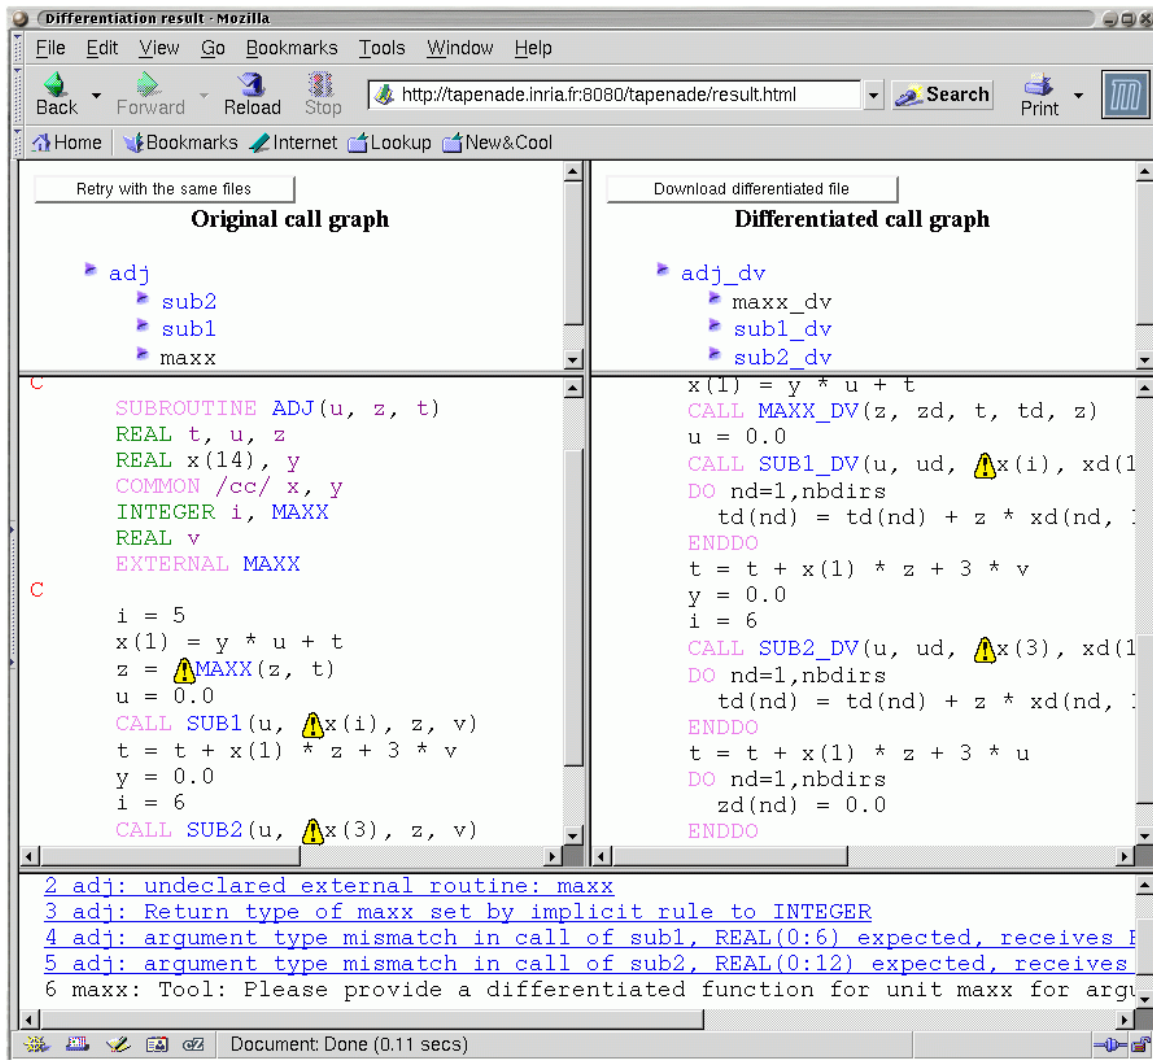 Differentiation result - Mozilla
File Edit View Go Bookmarks Tools Window Help
Back Forward Reload Stop http://tapenade.inria.fr:8080/tapenade/result.html Search Print
Home Bookmarks Internet Lookup New&Cool
Retry with the same files
Original call graph
adj
sub2
sub1
maxx
Download differentiated file
Differentiated call graph
adj_dv
maxx_dv
sub1_dv
sub2_dv
C
SUBROUTINE ADJ(u, z, t)
REAL t, u, z
REAL x(14), y
COMMON /cc/ x, y
INTEGER i, MAXX
REAL v
EXTERNAL MAXX
C
i = 5
x(1) = y * u + t
z = MAXX(z, t)
u = 0.0
CALL SUB1(u, x(i), z, v)
t = t + x(1) * z + 3 * v
y = 0.0
i = 6
CALL SUB2(u, x(3), z, v)
x(1) = y * u + t
CALL MAXX_DV(z, zd, t, td, z)
u = 0.0
CALL SUB1_DV(u, ud, x(i), xd(1
DO nd=1,nbdirs
td(nd) = td(nd) + z * xd(nd,
ENDDO
t = t + x(1) * z + 3 * v
y = 0.0
i = 6
CALL SUB2_DV(u, ud, x(3), xd(1
DO nd=1,nbdirs
td(nd) = td(nd) + z * xd(nd,
ENDDO
t = t + x(1) * z + 3 * u
DO nd=1,nbdirs
zd(nd) = 0.0
ENDDO
2 adj: undeclared external routine: maxx
3 adj: Return type of maxx set by implicit rule to INTEGER
4 adj: argument type mismatch in call of sub1, REAL(0:6) expected, receives
5 adj: argument type mismatch in call of sub2, REAL(0:12) expected, receives
6 maxx: Tool: Please provide a differentiated function for unit maxx for argu
Document: Done (0.11 secs)